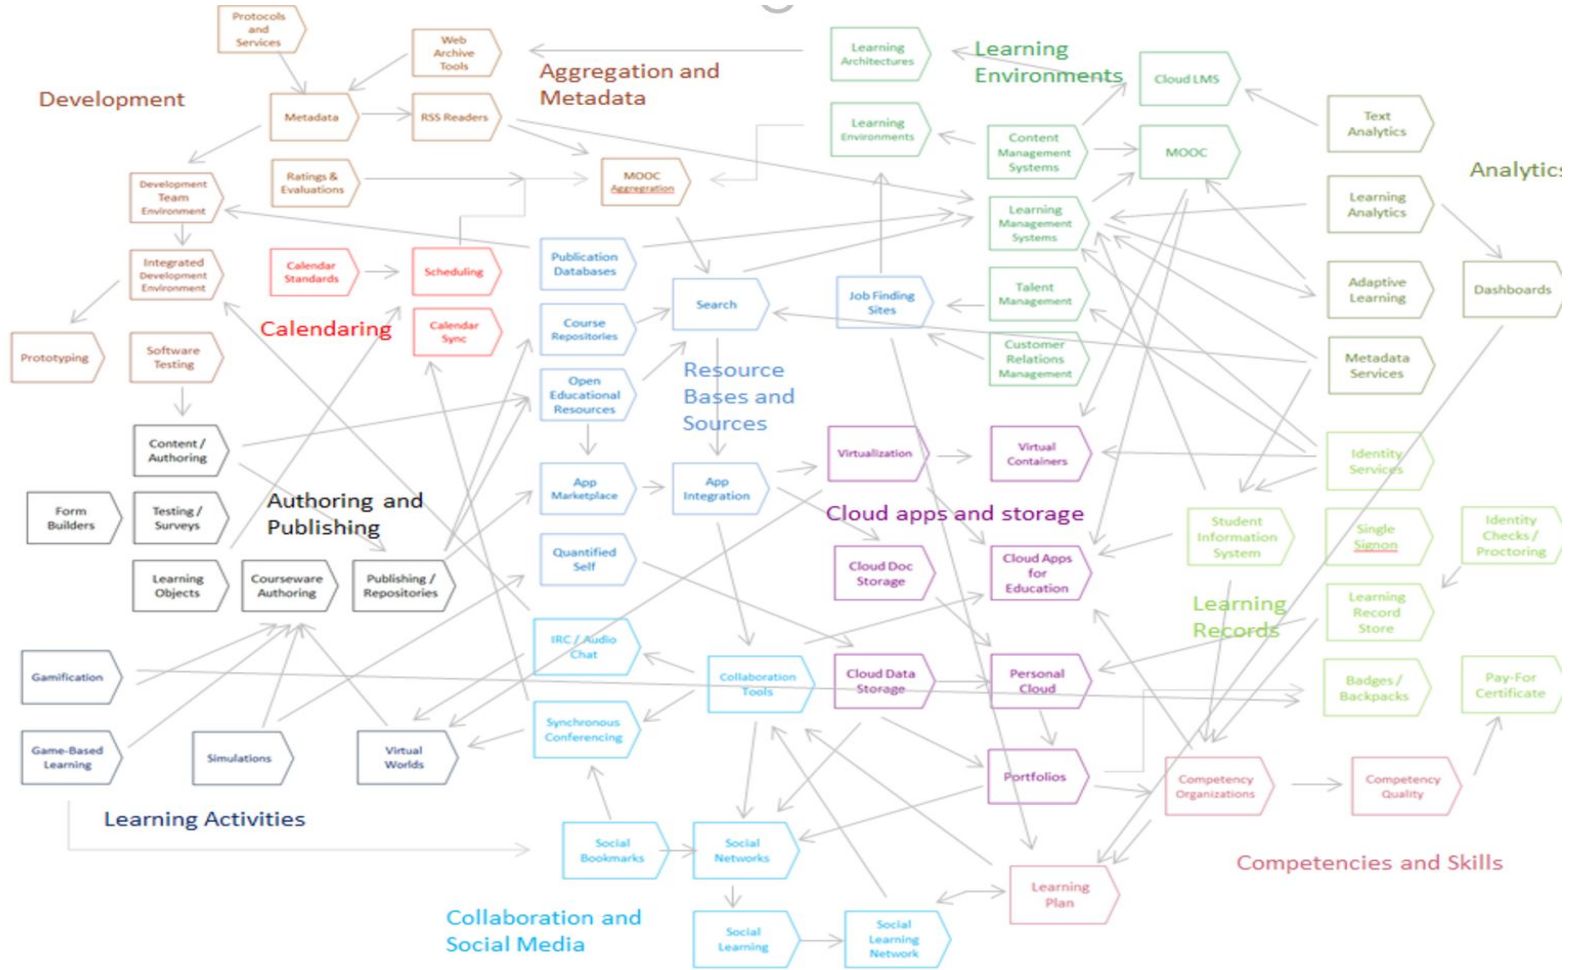 Protocols
and
Services
Web
Archive
Tools
Learning
Architectures
Learning
Environments
Cloud LMS
Aggregation and
Metadata
Development
Metadata
RSS Readers
Learning
Environments
Content
Management
Systems
MOOC
Text
Analytics
Analytics
Development
Team
Environment
Ratings &
Evaluations
MOOC
Aggregration
Learning
Management
Systems
Learning
Analytics
Integrated
Development
Environment
Calendar
Standards
Scheduling
Publication
Databases
Search
Job Finding
Sites
Talent
Management
Adaptive
Learning
Dashboards
Calendaring
Calendar
Sync
Course
Repositories
Prototyping
Software
Testing
Customer
Relations
Management
Metadata
Services
Open
Educational
Resources
Resource
Bases and
Sources
Content /
Authoring
Virtualization
Virtual
Containers
Identity
Services
Form
Builders
Testing /
Surveys
Authoring and
Publishing
App
Marketplace
App
Integration
Cloud apps and storage
Student
Information
System
Single
Signon
Identity
Checks /
Proctoring
Learning
Objects
Courseware
Authoring
Publishing /
Repositories
Quantified
Self
Cloud Doc
Storage
Cloud Apps
for
Education
Learning
Records
Learning
Record
Store
IRC / Audio
Chat
Gamification
Collaboration
Tools
Cloud Data
Storage
Personal
Cloud
Badges /
Backpacks
Pay-For
Certificate
Game-Based
Learning
Simulations
Virtual
Worlds
Synchronous
Conferencing
Portfolios
Competency
Organizations
Competency
Quality
Learning Activities
Social
Bookmarks
Social
Networks
Competencies and Skills
Learning
Plan
Collaboration and
Social Media
Social
Learning
Social
Learning
Network